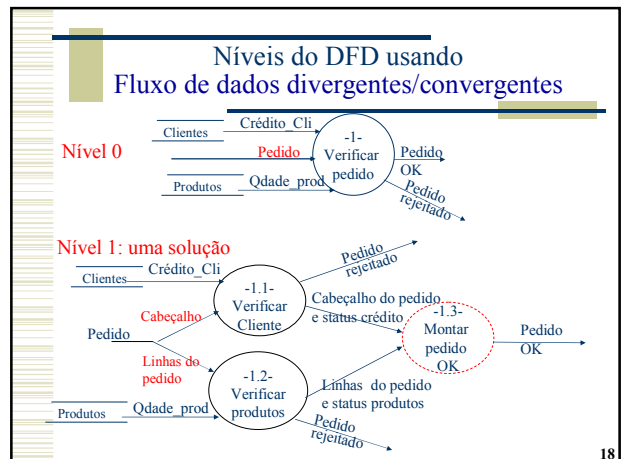 Níveis do DFD usando
Fluxo de dados divergentes/convergentes
Nível 0
Clientes
Crédito_Cli
Pedido
Produtos
Qdade_prod
-1-
Verificar
pedido
Pedido
OK
Pedido
rejeitado
Nível 1: uma solução
Clientes
Crédito_Cli
Pedido
rejeitado
-1.1-
Verificar
Cliente
Cabeçalho
Pedido
Linhas do
pedido
Cabeçalho do pedido
e status crédito
-1.3-
Montar
pedido
OK
Pedido
OK
-1.2-
Verificar
produtos
Linhas do pedido
e status produtos
Produtos
Qdade_prod
Pedido
rejeitado
18